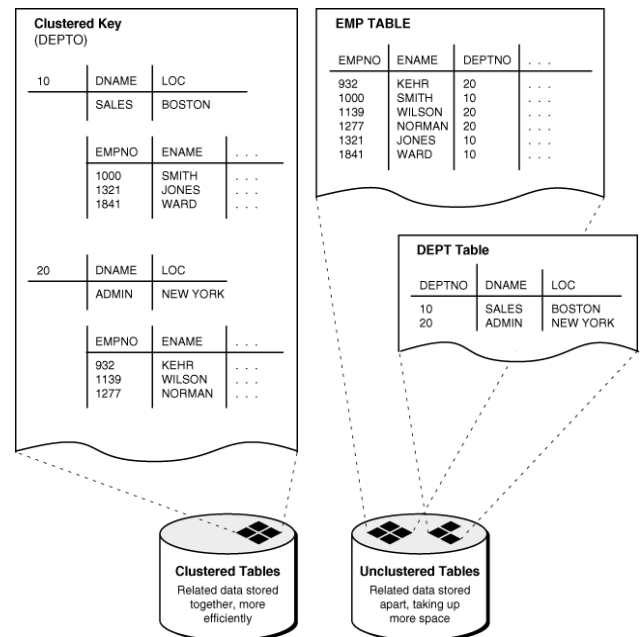 Clustered Key
(DEPTO)
10 DNAME LOC
SALES BOSTON
EMPNO ENAME . . .
1000 SMITH . . .
1321 JONES . . .
1841 WARD . . .
20 DNAME LOC
ADMIN NEW YORK
EMPNO ENAME . . .
932 KEHR . . .
1139 WILSON . . .
1277 NORMAN . . .
EMP TABLE
EMPNO ENAME DEPTNO . . .
932 KEHR 20 . . .
1000 SMITH 10 . . .
1139 WILSON 20 . . .
1277 NORMAN 20 . . .
1321 JONES 10 . . .
1841 WARD 10 . . .
DEPT Table
DEPTNO DNAME LOC
10 SALES BOSTON
20 ADMIN NEW YORK
Clustered Tables
Related data stored
together, more
efficiently
Unclustered Tables
Related data stored
apart, taking up
more space